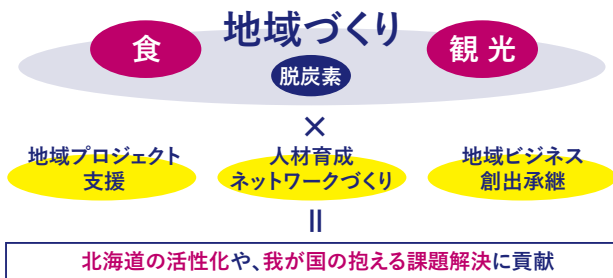 地域づくり
食
観光
脱炭素
×
地域プロジェクト
支援
人材育成
ネットワークづくり
地域ビジネス
創出承継
||
北海道の活性化や、我が国の抱える課題解決に貢献